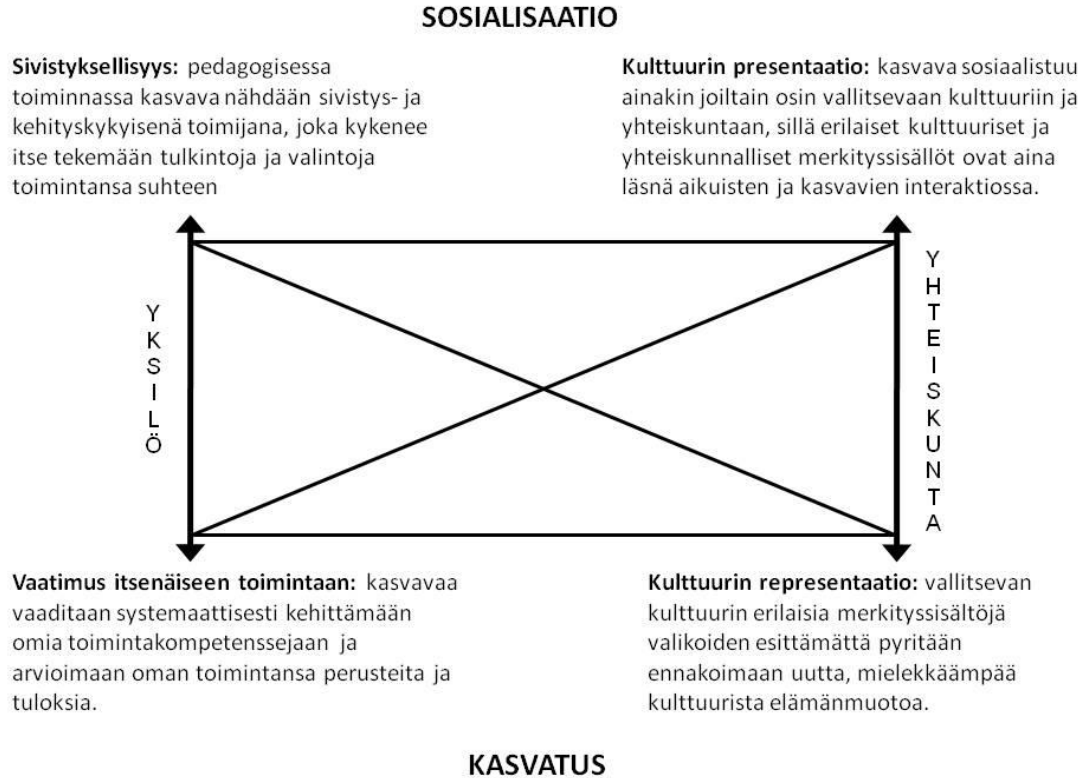 SOSIALISAATIO
Sivistyksellisyys: pedagogisessa
toiminnassa kasvava nähdään sivistys- ja
kehityskykyisenä toimijana, joka kykenee
itse tekemään tulkintoja ja valintoja
toimintansa suhteen
Kulttuurin presentaatio: kasvava sosiaalistuu
ainakin joiltain osin vallitsevaan kulttuuriin ja
yhteiskuntaan, sillä erilaiset kulttuuriset ja
yhteiskunnalliset merkityssisällöt ovat aina
läsnä aikuisten ja kasvavien interaktiossa.
YKSILÖ
YHTEISKUNTA
Vaatimus itsenäiseen toimintaan: kasvavaa
vaaditaan systemaattisesti kehittämään
omia toimintakompetenssejaan ja
arvioimaan oman toimintansa perusteita ja
tuloksia.
Kulttuurin representaatio: vallitsevan
kulttuurin erilaisia merkityssisältöjä
valikoiden esittämättä pyritään
ennakoimaan uutta, mielekkäämpää
kulttuurista elämänmuotoa.
KASVATUS